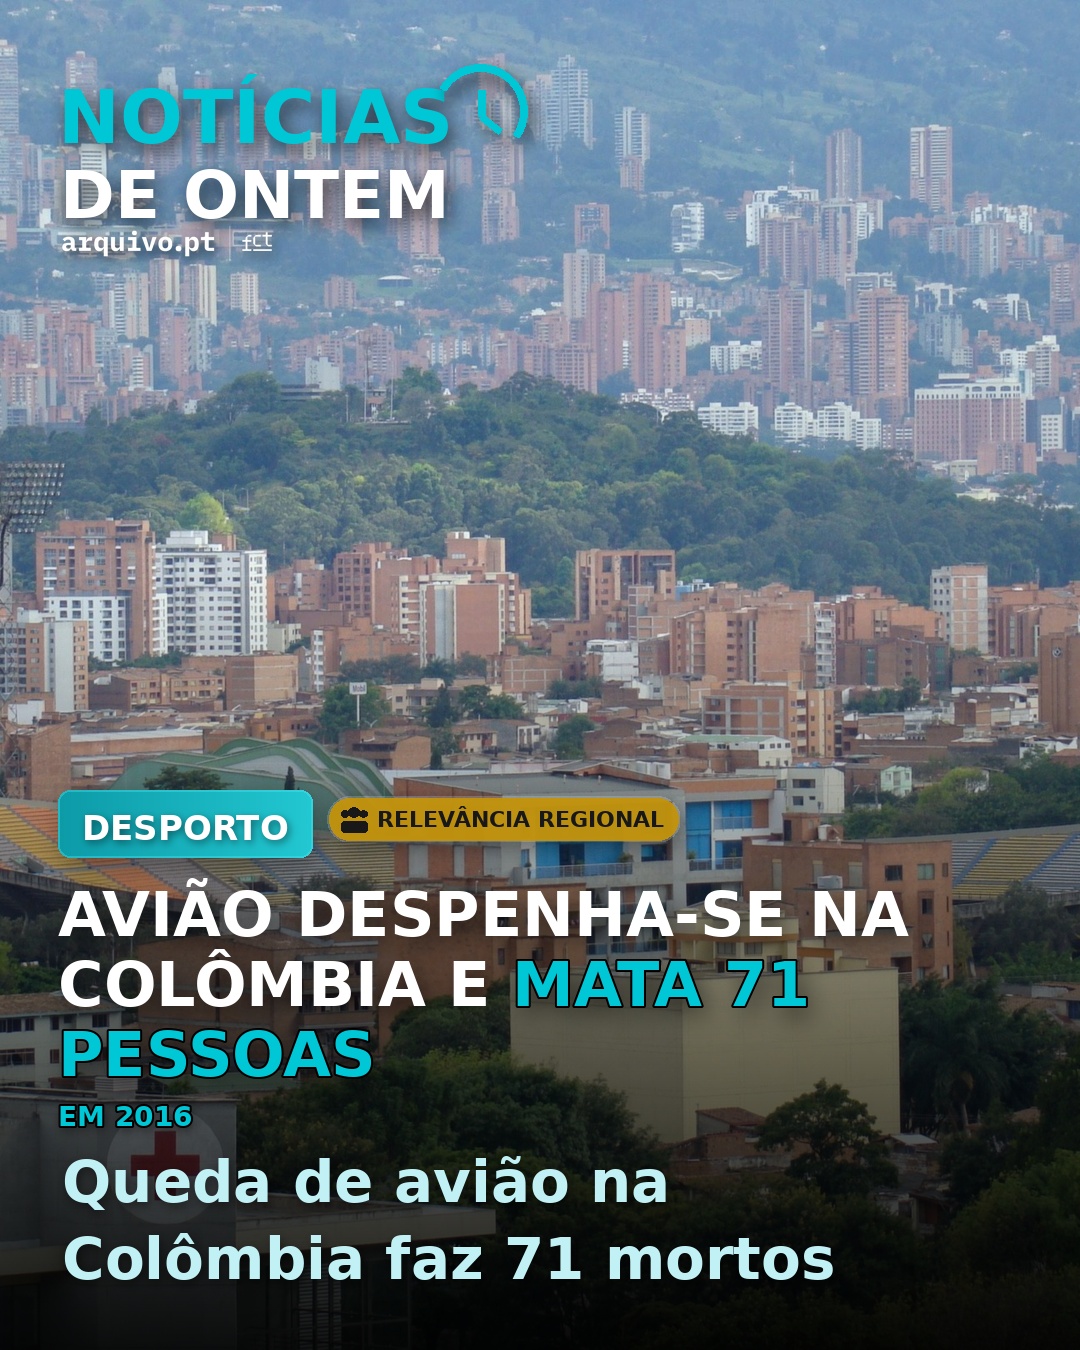 NOTÍCIAS
DE ONTEM
arquivo.pt fct
DESPORTO
RELEVÂNCIA REGIONAL
AVIÃO DESPENHA-SE NA
COLÔMBIA E MATA 71
PESSOAS
EM 2016
Queda de avião na
Colômbia faz 71 mortos